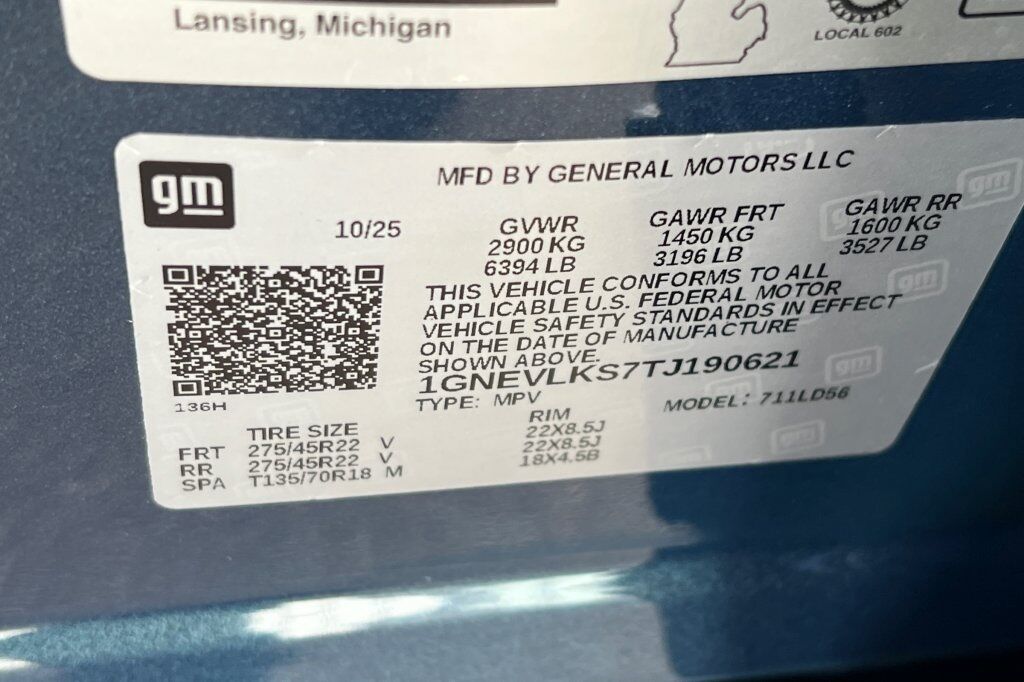 Lansing, Michigan
LOCAL 602
gm
MFD BY GENERAL MOTORS LLC
10/25
GVWR
2900 KG
6394 LB
GAWR FRT
1450 KG
3196 LB
GAWR RR
1600 KG
3527 LB
THIS VEHICLE CONFORMS TO ALL
APPLICABLE U.S. FEDERAL MOTOR
VEHICLE SAFETY STANDARDS IN EFFECT
ON THE DATE OF MANUFACTURE
SHOWN ABOVE.
1GNEVLKS7TJ190621
TYPE: MPV
MODEL: 711LD56
136H
TIRE SIZE RIM
FRT 275/45R22 V 22X8.5J
RR 275/45R22 V 22X8.5J
SPA T135/70R18 M 18X4.5B